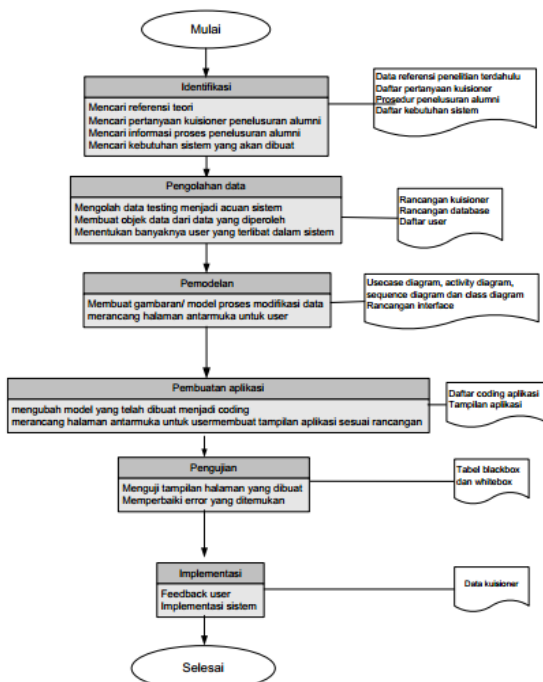 Mulai
Identifikasi
Mencari referensi teori
Mencari pertanyaan kuisioner penelusuran alumni
Mencari informasi proses penelusuran alumni
Mencari kebutuhan sistem yang akan dibuat
Data referensi penelitian terdahulu
Daftar pertanyaan kuisioner
Prosedur penelusuran alumni
Daftar kebutuhan sistem
Pengolahan data
Mengolah data testing menjadi acuan sistem
Membuat objek data dari data yang diperoleh
Menentukan banyaknya user yang terlibat dalam sistem
Rancangan kuisioner
Rancangan database
Daftar user
Pemodelan
Membuat gambaran/ model proses modifikasi data
merancang halaman antarmuka untuk user
Usecase diagram, activity diagram,
sequence diagram dan class diagram
Rancangan interface
Pembuatan aplikasi
mengubah model yang telah dibuat menjadi coding
merancang halaman antarmuka untuk usermembuat tampilan aplikasi sesuai rancangan
Daftar coding aplikasi
Tampilan aplikasi
Pengujian
Menguji tampilan halaman yang dibuat
Memperbaiki error yang ditemukan
Tabel blackbox
dan whitebox
Implementasi
Feedback user
Implementasi sistem
Data kuisioner
Selesai